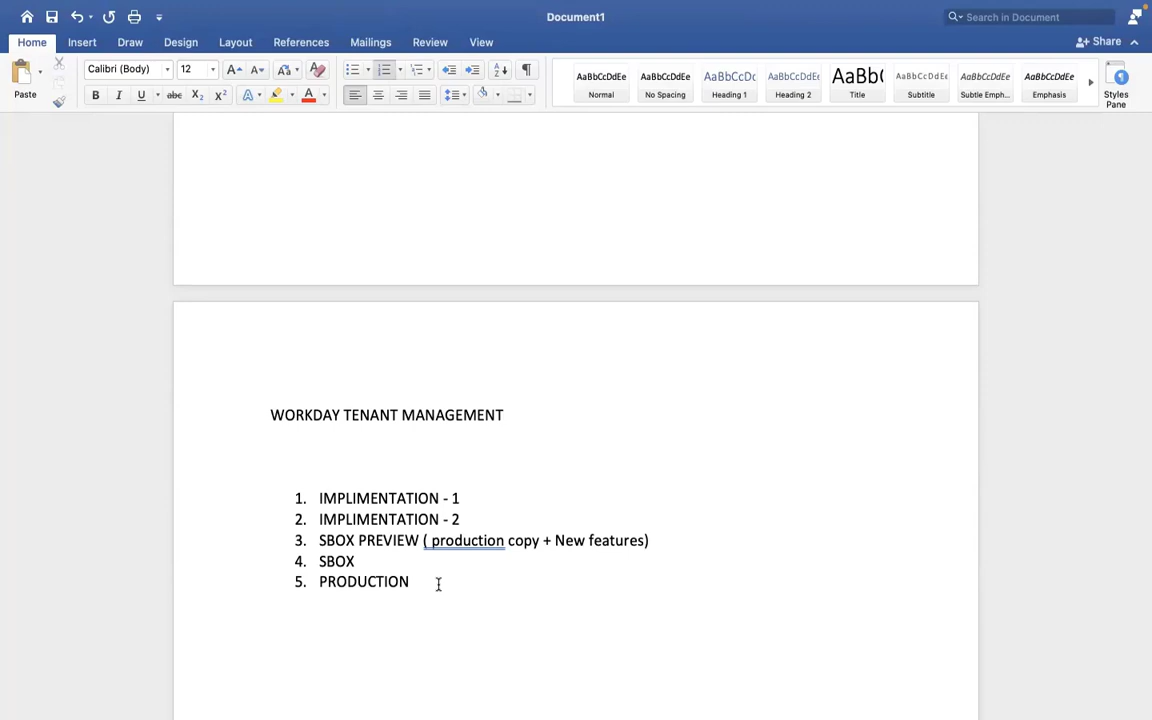 Document1
Search in Document
Home Insert Draw Design Layout References Mailings Review View
Share
Paste
Calibri (Body) 12
AaBbCcDdEe AaBbCcDdEe AaBbCcDc AaBbCcDdEe AaBb( AaBbCcDdEe AaBbCcDdEe AaBbCcDdEe
Normal No Spacing Heading 1 Heading 2 Title Subtitle Subtle Emph... Emphasis
Styles
Pane
WORKDAY TENANT MANAGEMENT
1. IMPLIMENTATION - 1
2. IMPLIMENTATION - 2
3. SBOX PREVIEW ( production copy + New features)
4. SBOX
5. PRODUCTION